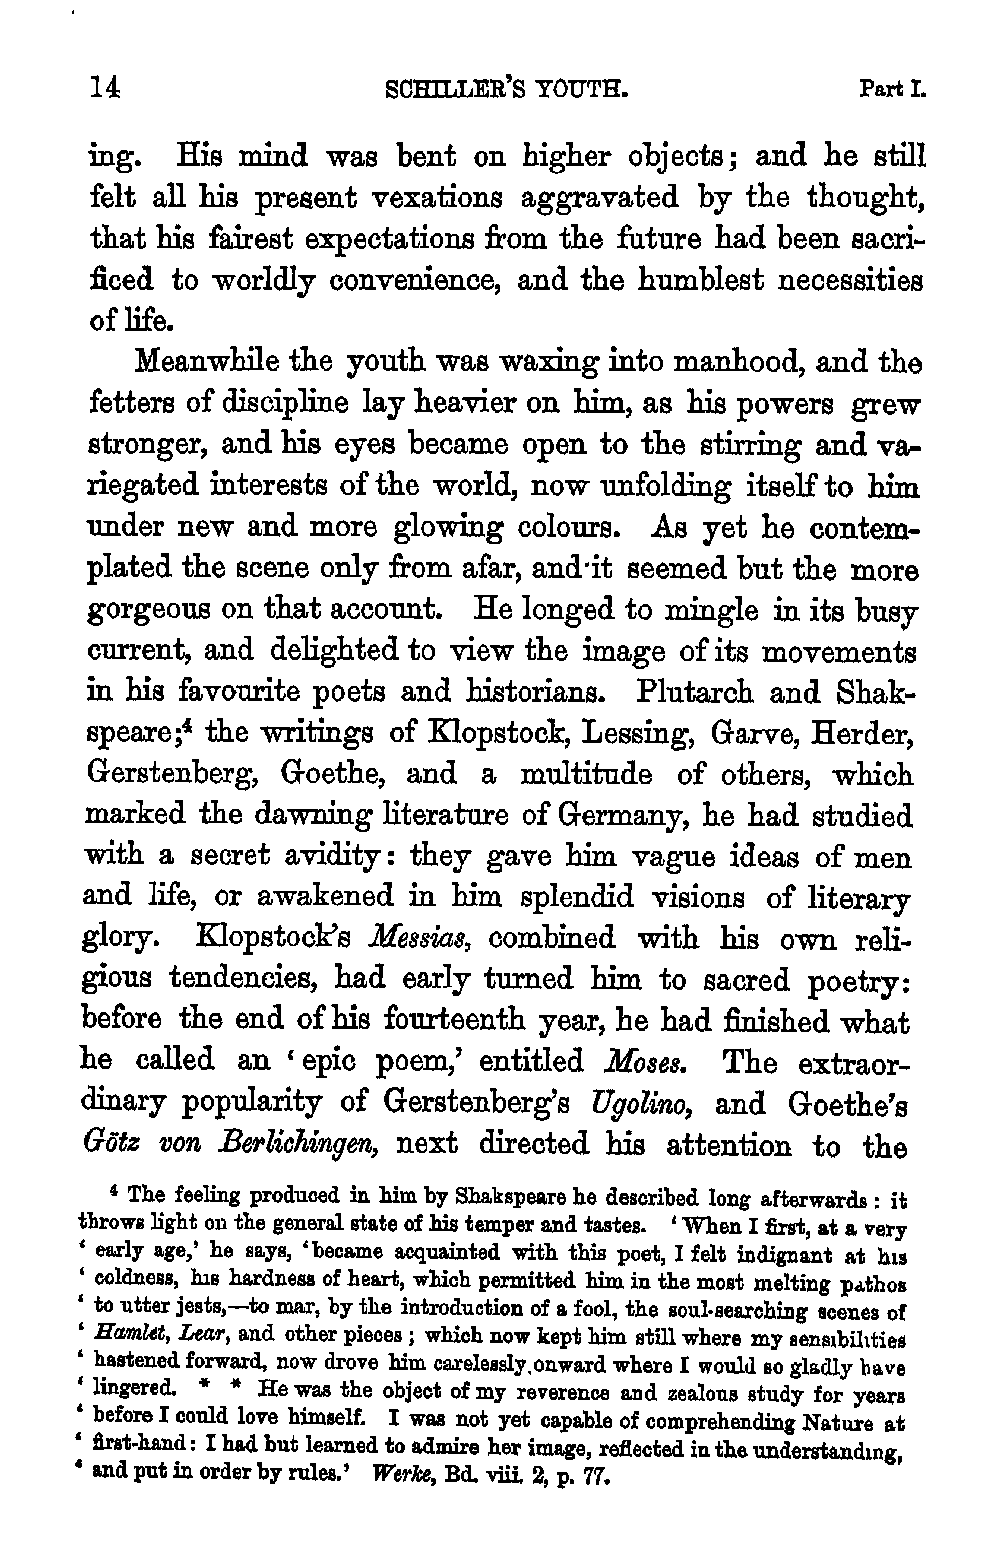 14 SCHILLER'S YOUTH. Part I.
ing. His mind was bent on higher objects; and he still
felt all his present vexations aggravated by the thought,
that his fairest expectations from the future had been sacri-
ficed to worldly convenience, and the humblest necessities
of life.
Meanwhile the youth was waxing into manhood, and the
fetters of discipline lay heavier on him, as his powers grew
stronger, and his eyes became open to the stirring and va-
riegated interests of the world, now unfolding itself to him
under new and more glowing colours. As yet he contem-
plated the scene only from afar, and it seemed but the more
gorgeous on that account. He longed to mingle in its busy
current, and delighted to view the image of its movements
in his favourite poets and historians. Plutarch and Shak-
speare;⁴ the writings of Klopstock, Lessing, Garve, Herder,
Gerstenberg, Goethe, and a multitude of others, which
marked the dawning literature of Germany, he had studied
with a secret avidity: they gave him vague ideas of men
and life, or awakened in him splendid visions of literary
glory. Klopstock's Messias, combined with his own reli-
gious tendencies, had early turned him to sacred poetry:
before the end of his fourteenth year, he had finished what
he called an ‘epic poem,’ entitled Moses. The extraor-
dinary popularity of Gerstenberg's Ugolino, and Goethe's
Götz von Berlichingen, next directed his attention to the
⁴ The feeling produced in him by Shakspeare he described long afterwards: it
throws light on the general state of his temper and tastes. ‘When I first, at a very
‘early age,’ he says, ‘became acquainted with this poet, I felt indignant at his
‘coldness, his hardness of heart, which permitted him in the most melting pathos
‘to utter jests,—to mar, by the introduction of a fool, the soul-searching scenes of
‘Hamlet, Lear, and other pieces; which now kept him still where my sensibilities
‘hastened forward, now drove him carelessly onward where I would so gladly have
‘lingered. * * He was the object of my reverence and zealous study for years
‘before I could love himself. I was not yet capable of comprehending Nature at
‘first-hand: I had but learned to admire her image, reflected in the understanding,
‘and put in order by rules.’ Werke, Bd. viii. 2, p. 77.